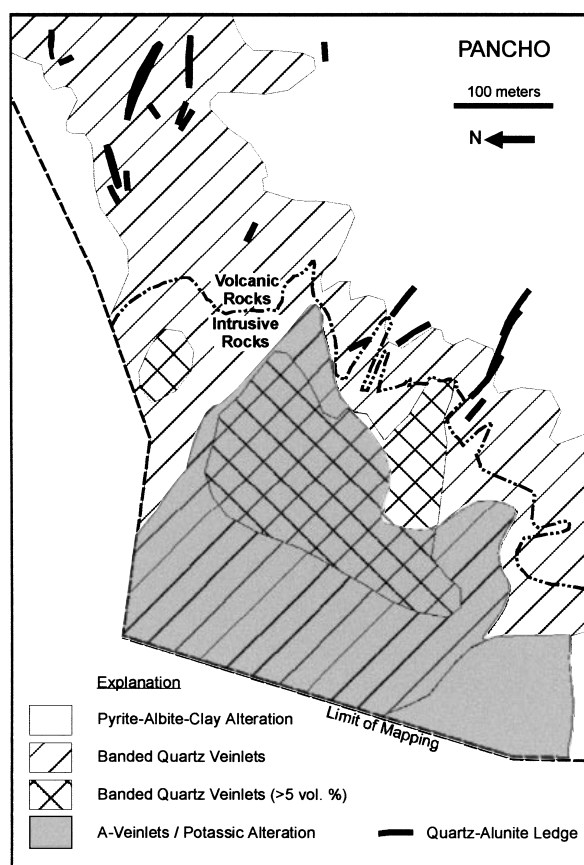 PANCHO
100 meters
N
Volcanic
Rocks
Intrusive
Rocks
Limit of Mapping
Explanation
Pyrite-Albite-Clay Alteration
Banded Quartz Veinlets
Banded Quartz Veinlets (>5 vol. %)
A-Veinlets / Potassic Alteration
Quartz-Alunite Ledge